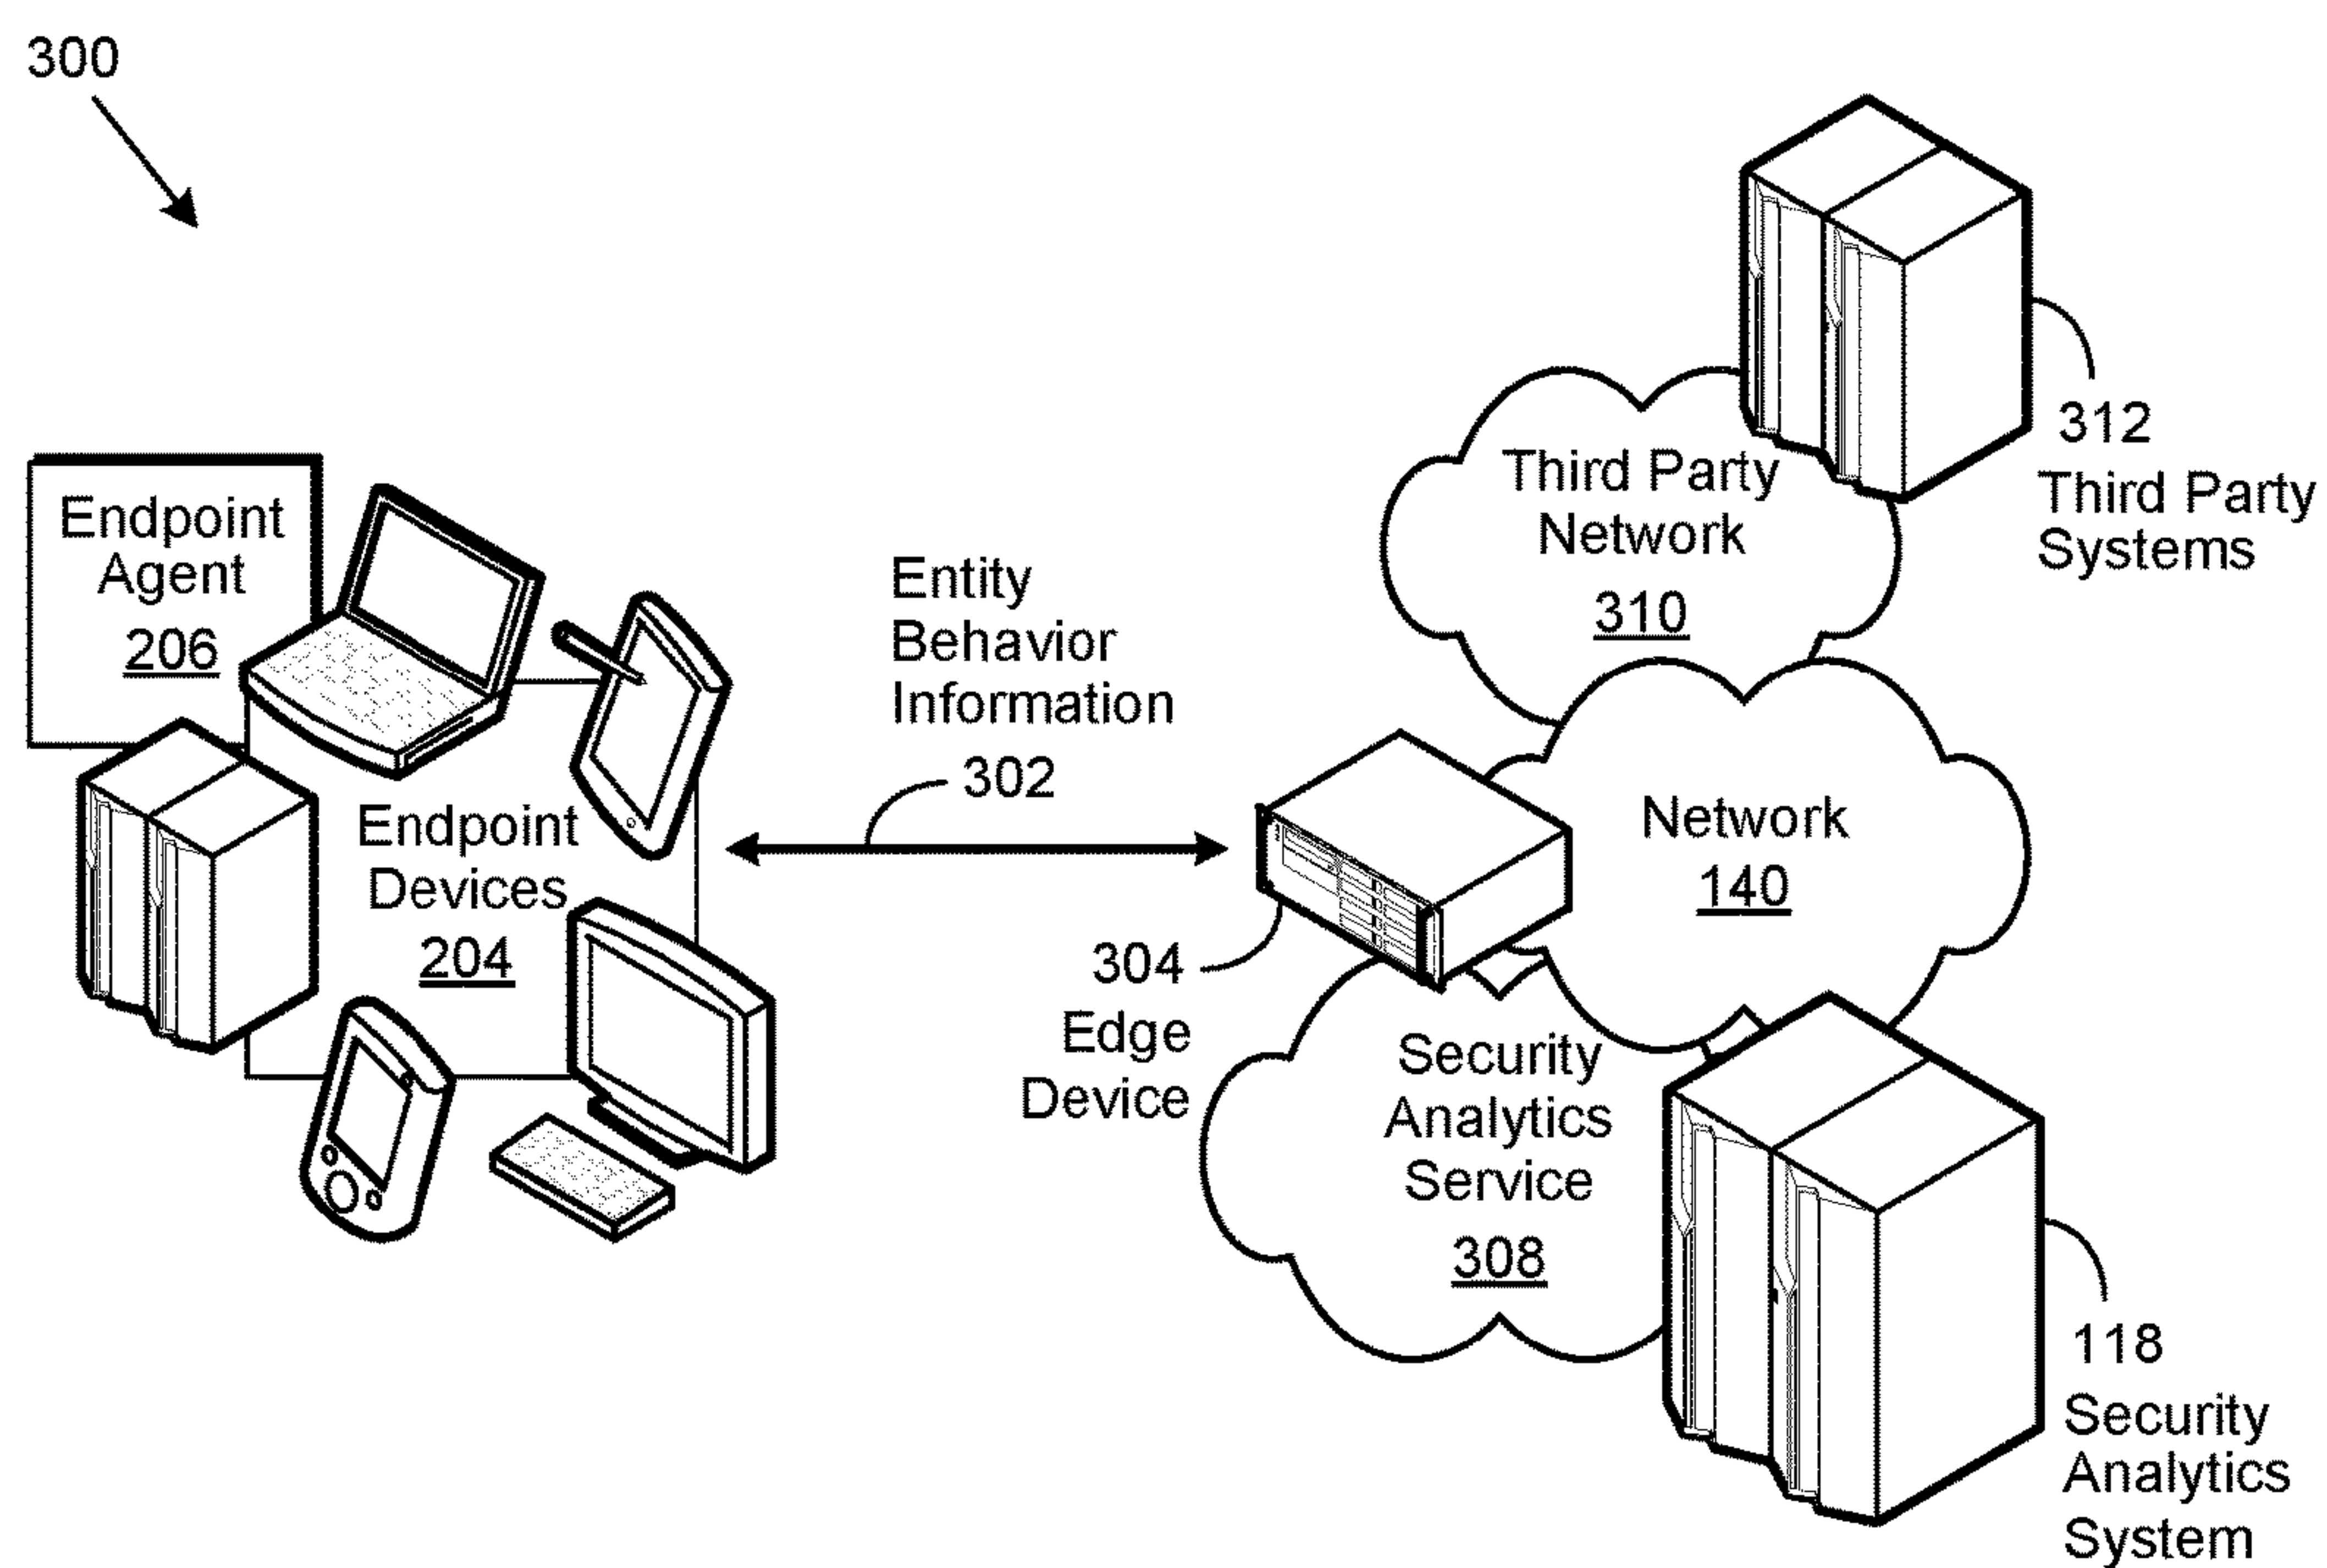 300
Endpoint
Agent
206
Endpoint
Devices
204
Entity
Behavior
Information
302
304
Edge
Device
Third Party
Network
310
312
Third Party
Systems
Network
140
Security
Analytics
Service
308
118
Security
Analytics
System